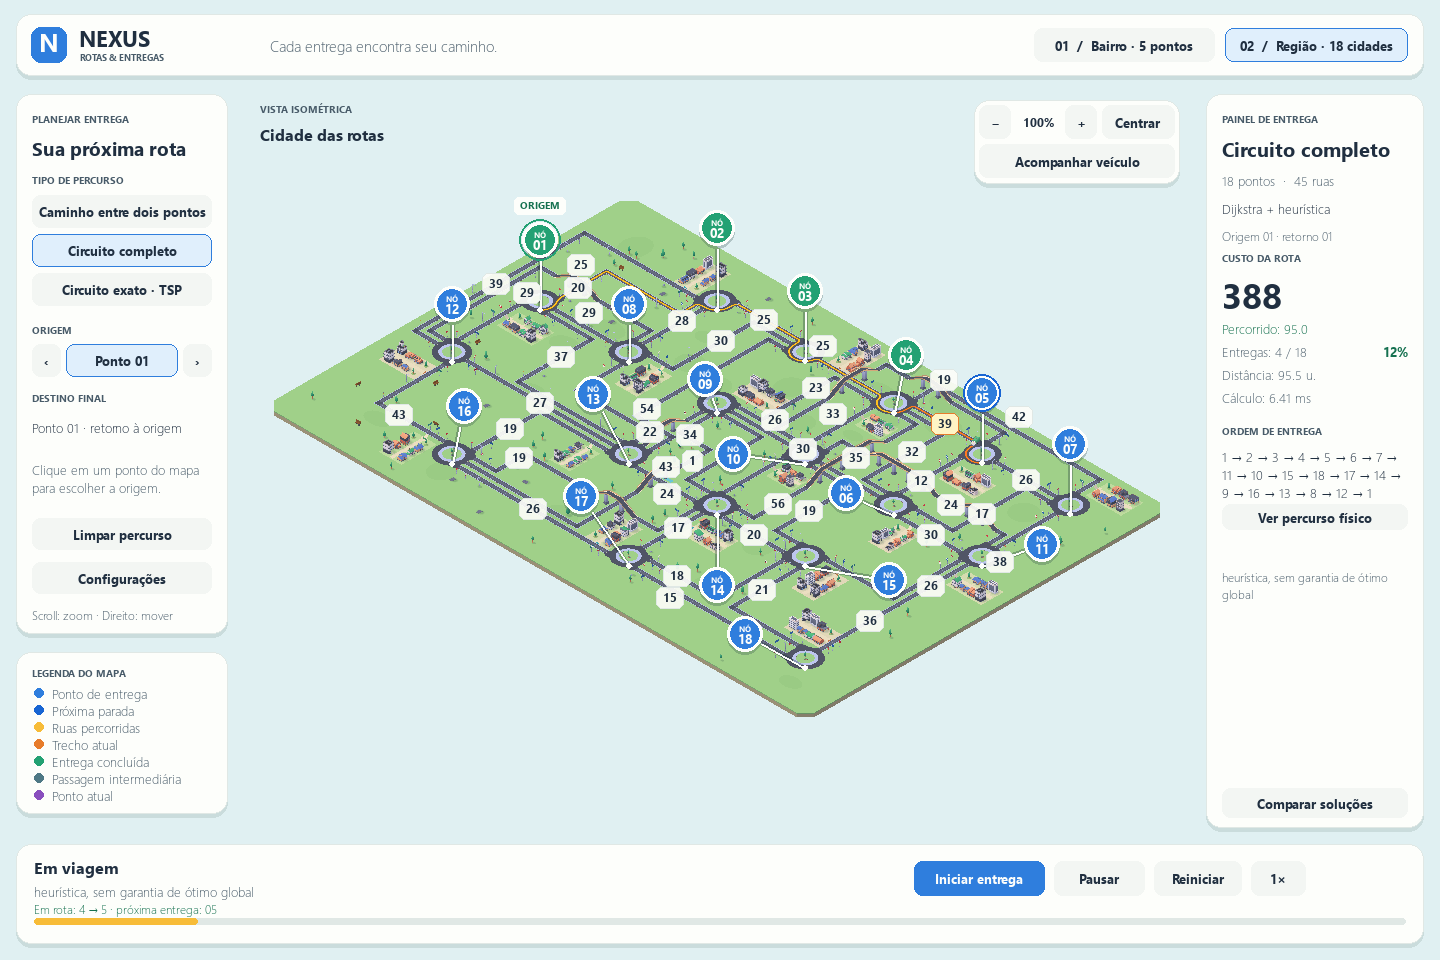 N
NEXUS
ROTAS & ENTREGAS
Cada entrega encontra seu caminho.
01 / Bairro · 5 pontos
02 / Região · 18 cidades
PLANEJAR ENTREGA
Sua próxima rota
TIPO DE PERCURSO
Caminho entre dois pontos
Circuito completo
Circuito exato · TSP
ORIGEM
‹ Ponto 01 ›
DESTINO FINAL
Ponto 01 · retorno à origem
Clique em um ponto do mapa
para escolher a origem.
Limpar percurso
Configurações
Scroll: zoom · Direito: mover
LEGENDA DO MAPA
Ponto de entrega
Próxima parada
Ruas percorridas
Trecho atual
Entrega concluída
Passagem intermediária
Ponto atual
VISTA ISOMÉTRICA
Cidade das rotas
– 100% + Centrar
Acompanhar veículo
ORIGEM
NÓ 01
NÓ 02
25
39
20
29
NÓ 03
NÓ 12
NÓ 08
29
28
25
30
25
NÓ 04
37
NÓ 09
19
NÓ 05
23
NÓ 13
27
NÓ 16
43
54
26
33
42
39
19
22
34
NÓ 07
30
32
19
NÓ 10
35
43
1
12
26
24
NÓ 17
NÓ 06
56
19
24
17
26
17
20
30
NÓ 11
38
18
NÓ 14
21
NÓ 15
26
15
36
NÓ 18
PAINEL DE ENTREGA
Circuito completo
18 pontos · 45 ruas
Dijkstra + heurística
Origem 01 · retorno 01
CUSTO DA ROTA
388
Percorrido: 95.0
Entregas: 4 / 18 12%
Distância: 95.5 u.
Cálculo: 6.41 ms
ORDEM DE ENTREGA
1 → 2 → 3 → 4 → 5 → 6 → 7 →
11 → 10 → 15 → 18 → 17 → 14 →
9 → 16 → 13 → 8 → 12 → 1
Ver percurso físico
heurística, sem garantia de ótimo
global
Comparar soluções
Em viagem
heurística, sem garantia de ótimo global
Em rota: 4 → 5 · próxima entrega: 05
Iniciar entrega
Pausar
Reiniciar
1×